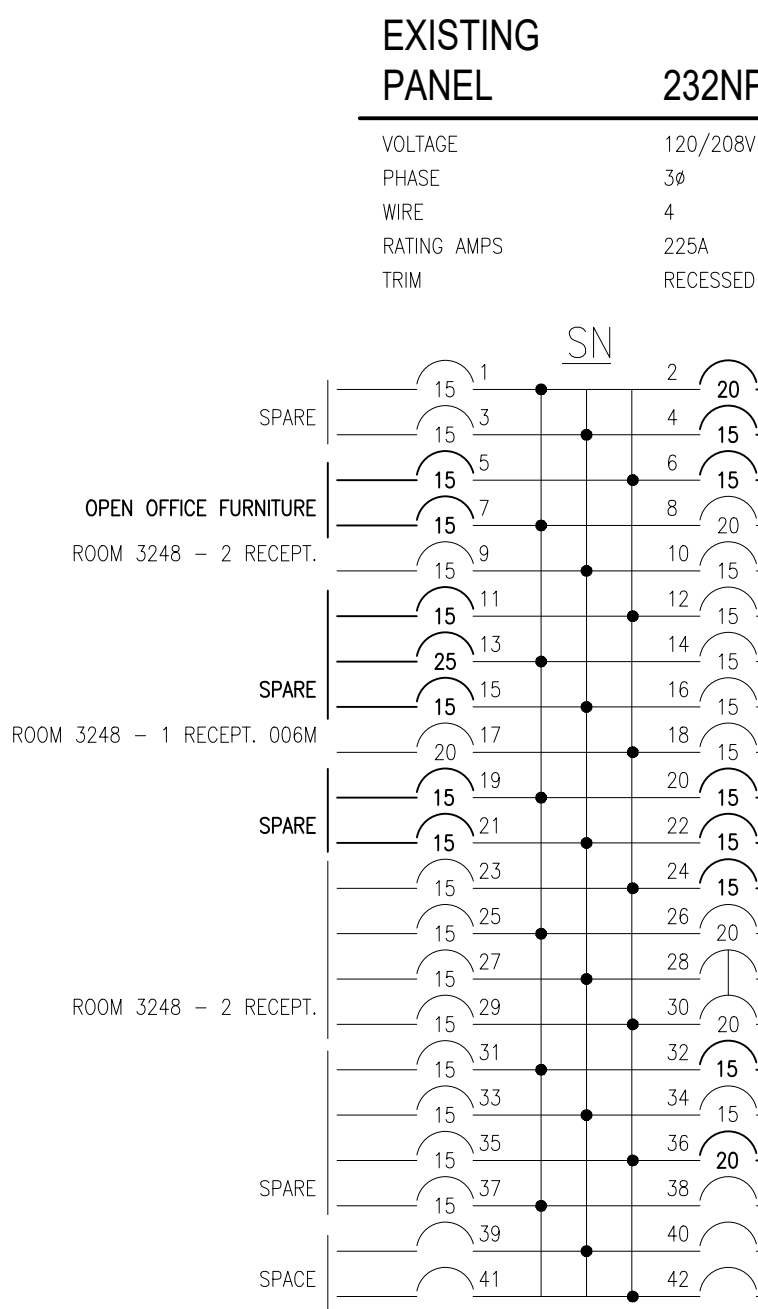 EXISTING
PANEL 232NP
VOLTAGE 120/208V
PHASE 3ø
WIRE 4
RATING AMPS 225A
TRIM RECESSED
SN
15 1 2 20
SPARE
15 3 4 15
15 5 6 15
OPEN OFFICE FURNITURE
15 7 8 20
ROOM 3248 - 2 RECEPT.
15 9 10 15
15 11 12 15
25 13 14 15
SPARE
15 15 16 15
ROOM 3248 - 1 RECEPT. 006M
20 17 18 15
15 19 20 15
SPARE
15 21 22 15
15 23 24 15
15 25 26 20
15 27 28
ROOM 3248 - 2 RECEPT.
15 29 30 20
15 31 32 15
15 33 34 15
15 35 36 20
SPARE
15 37 38
39 40
SPACE
41 42